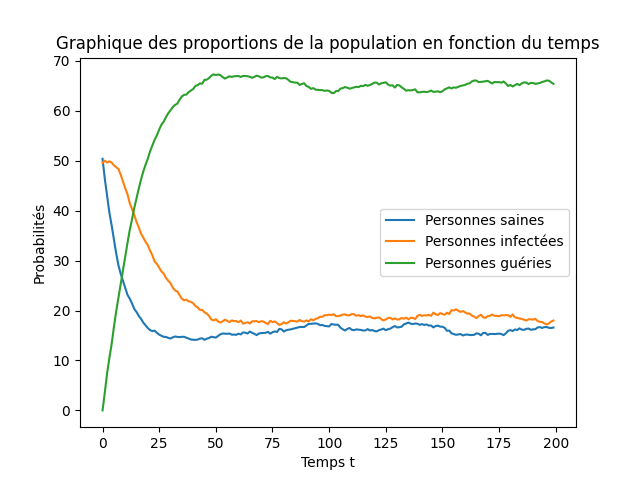 Graphique des proportions de la population en fonction du temps
70
60
50
40
30
20
10
0
Probabilités
Personnes saines
Personnes infectées
Personnes guéries
0 25 50 75 100 125 150 175 200
Temps t